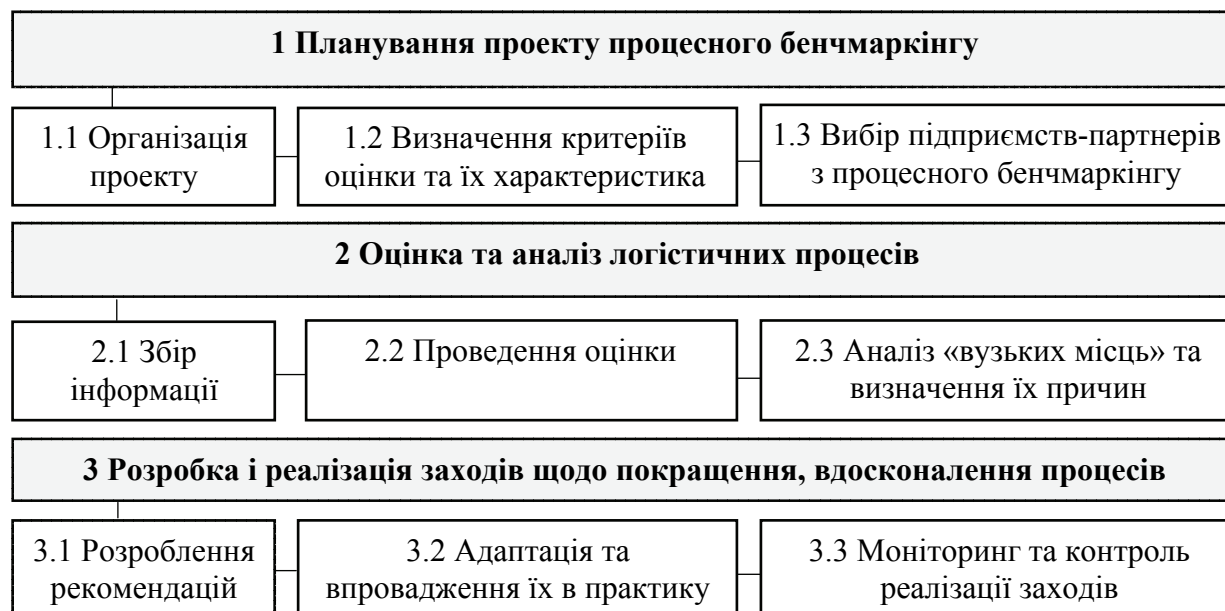 1 Планування проекту процесного бенчмаркінгу
1.1 Організація
проекту
1.2 Визначення критеріїв
оцінки та їх характеристика
1.3 Вибір підприємств-партнерів
з процесного бенчмаркінгу
2 Оцінка та аналіз логістичних процесів
2.1 Збір
інформації
2.2 Проведення оцінки
2.3 Аналіз «вузьких місць» та
визначення їх причин
3 Розробка і реалізація заходів щодо покращення, вдосконалення процесів
3.1 Розроблення
рекомендацій
3.2 Адаптація та
впровадження їх в практику
3.3 Моніторинг та контроль
реалізації заходів